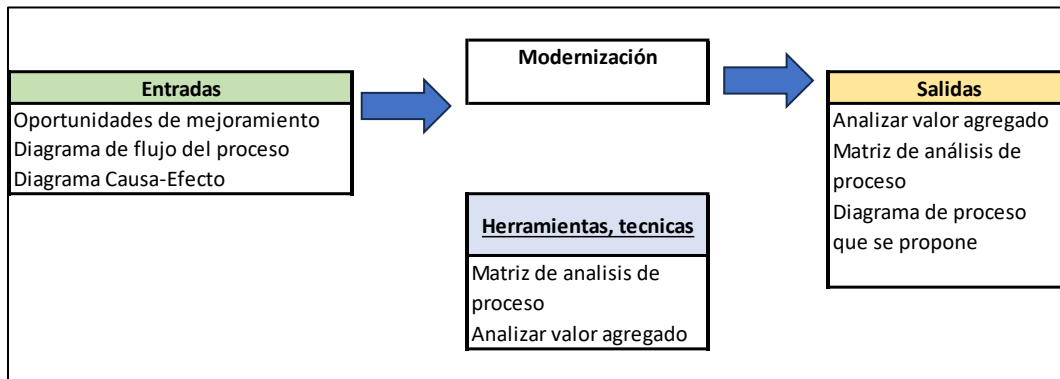 Entradas
Oportunidades de mejoramiento
Diagrama de flujo del proceso
Diagrama Causa-Efecto
Modernización
Herramientas, tecnicas
Matriz de analisis de
proceso
Analizar valor agregado
Salidas
Analizar valor agregado
Matriz de análisis de
proceso
Diagrama de proceso
que se propone